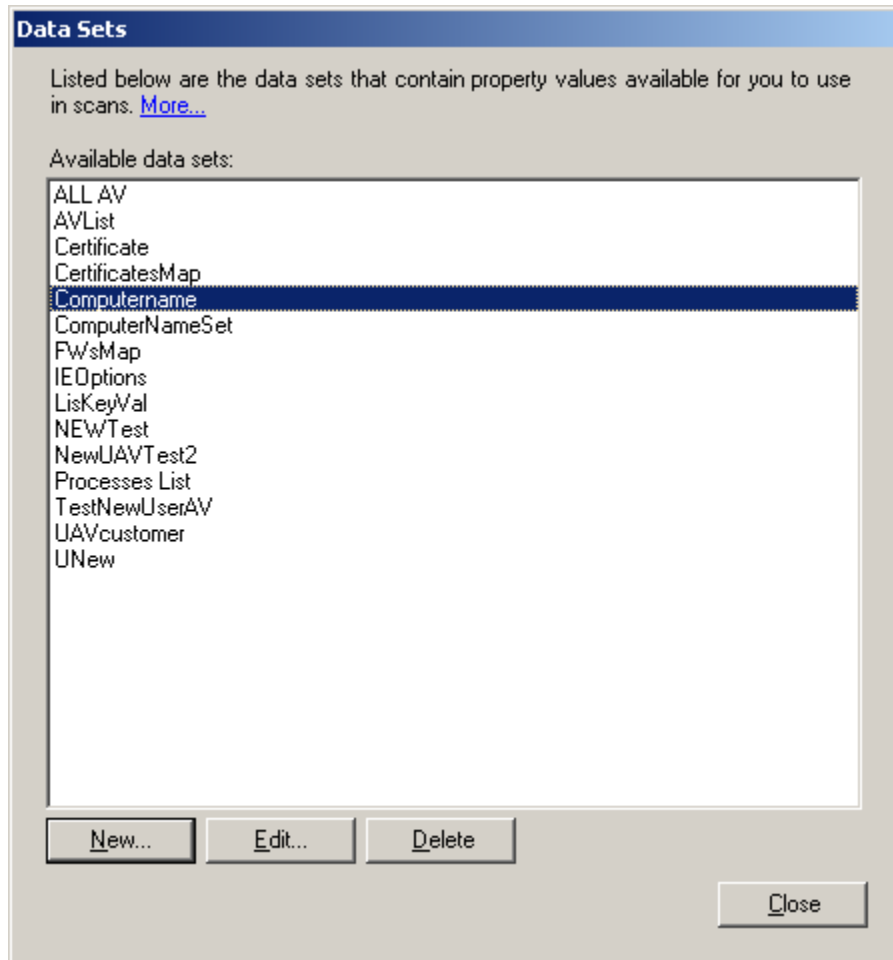 Data Sets
Listed below are the data sets that contain property values available for you to use
in scans. More...
Available data sets:
ALL AV
AVList
Certificate
CertificatesMap
Computername
ComputerNameSet
FWsMap
IEOptions
LisKeyVal
NEWTest
NewUAVTest2
Processes List
TestNewUserAV
UAVcustomer
UNew
New... Edit... Delete
Close